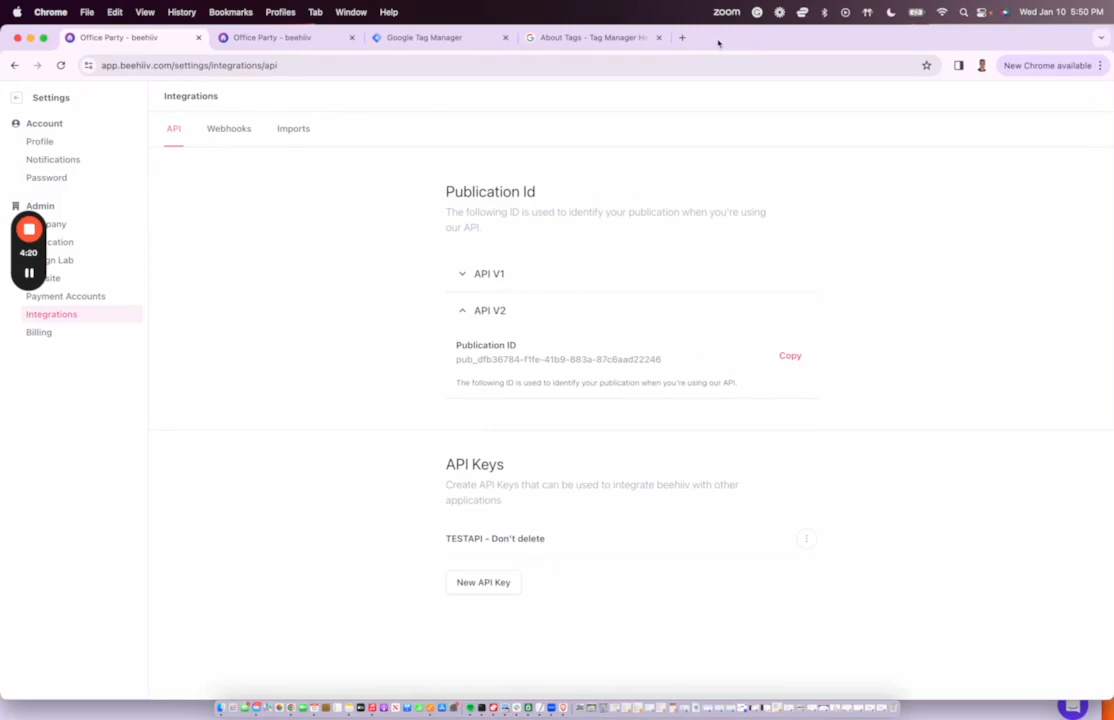 Chrome File Edit View History Bookmarks Profiles Tab Window Help
zoom
Wed Jan 10 5:50 PM
Office Party - beehiiv
Office Party - beehiiv
Google Tag Manager
About Tags - Tag Manager He
app.beehiiv.com/settings/integrations/api
New Chrome available
Settings
Integrations
Account
Profile
Notifications
Password
Admin
pany
ication
gn Lab
site
Payment Accounts
Integrations
Billing
4:20
API Webhooks Imports
Publication Id
The following ID is used to identify your publication when you're using
our API.
API V1
API V2
Publication ID
pub_dfb36784-f1fe-41b9-883a-87c6aad22246
Copy
The following ID is used to identify your publication when you're using our API.
API Keys
Create API Keys that can be used to integrate beehiiv with other
applications
TESTAPI - Don't delete
New API Key